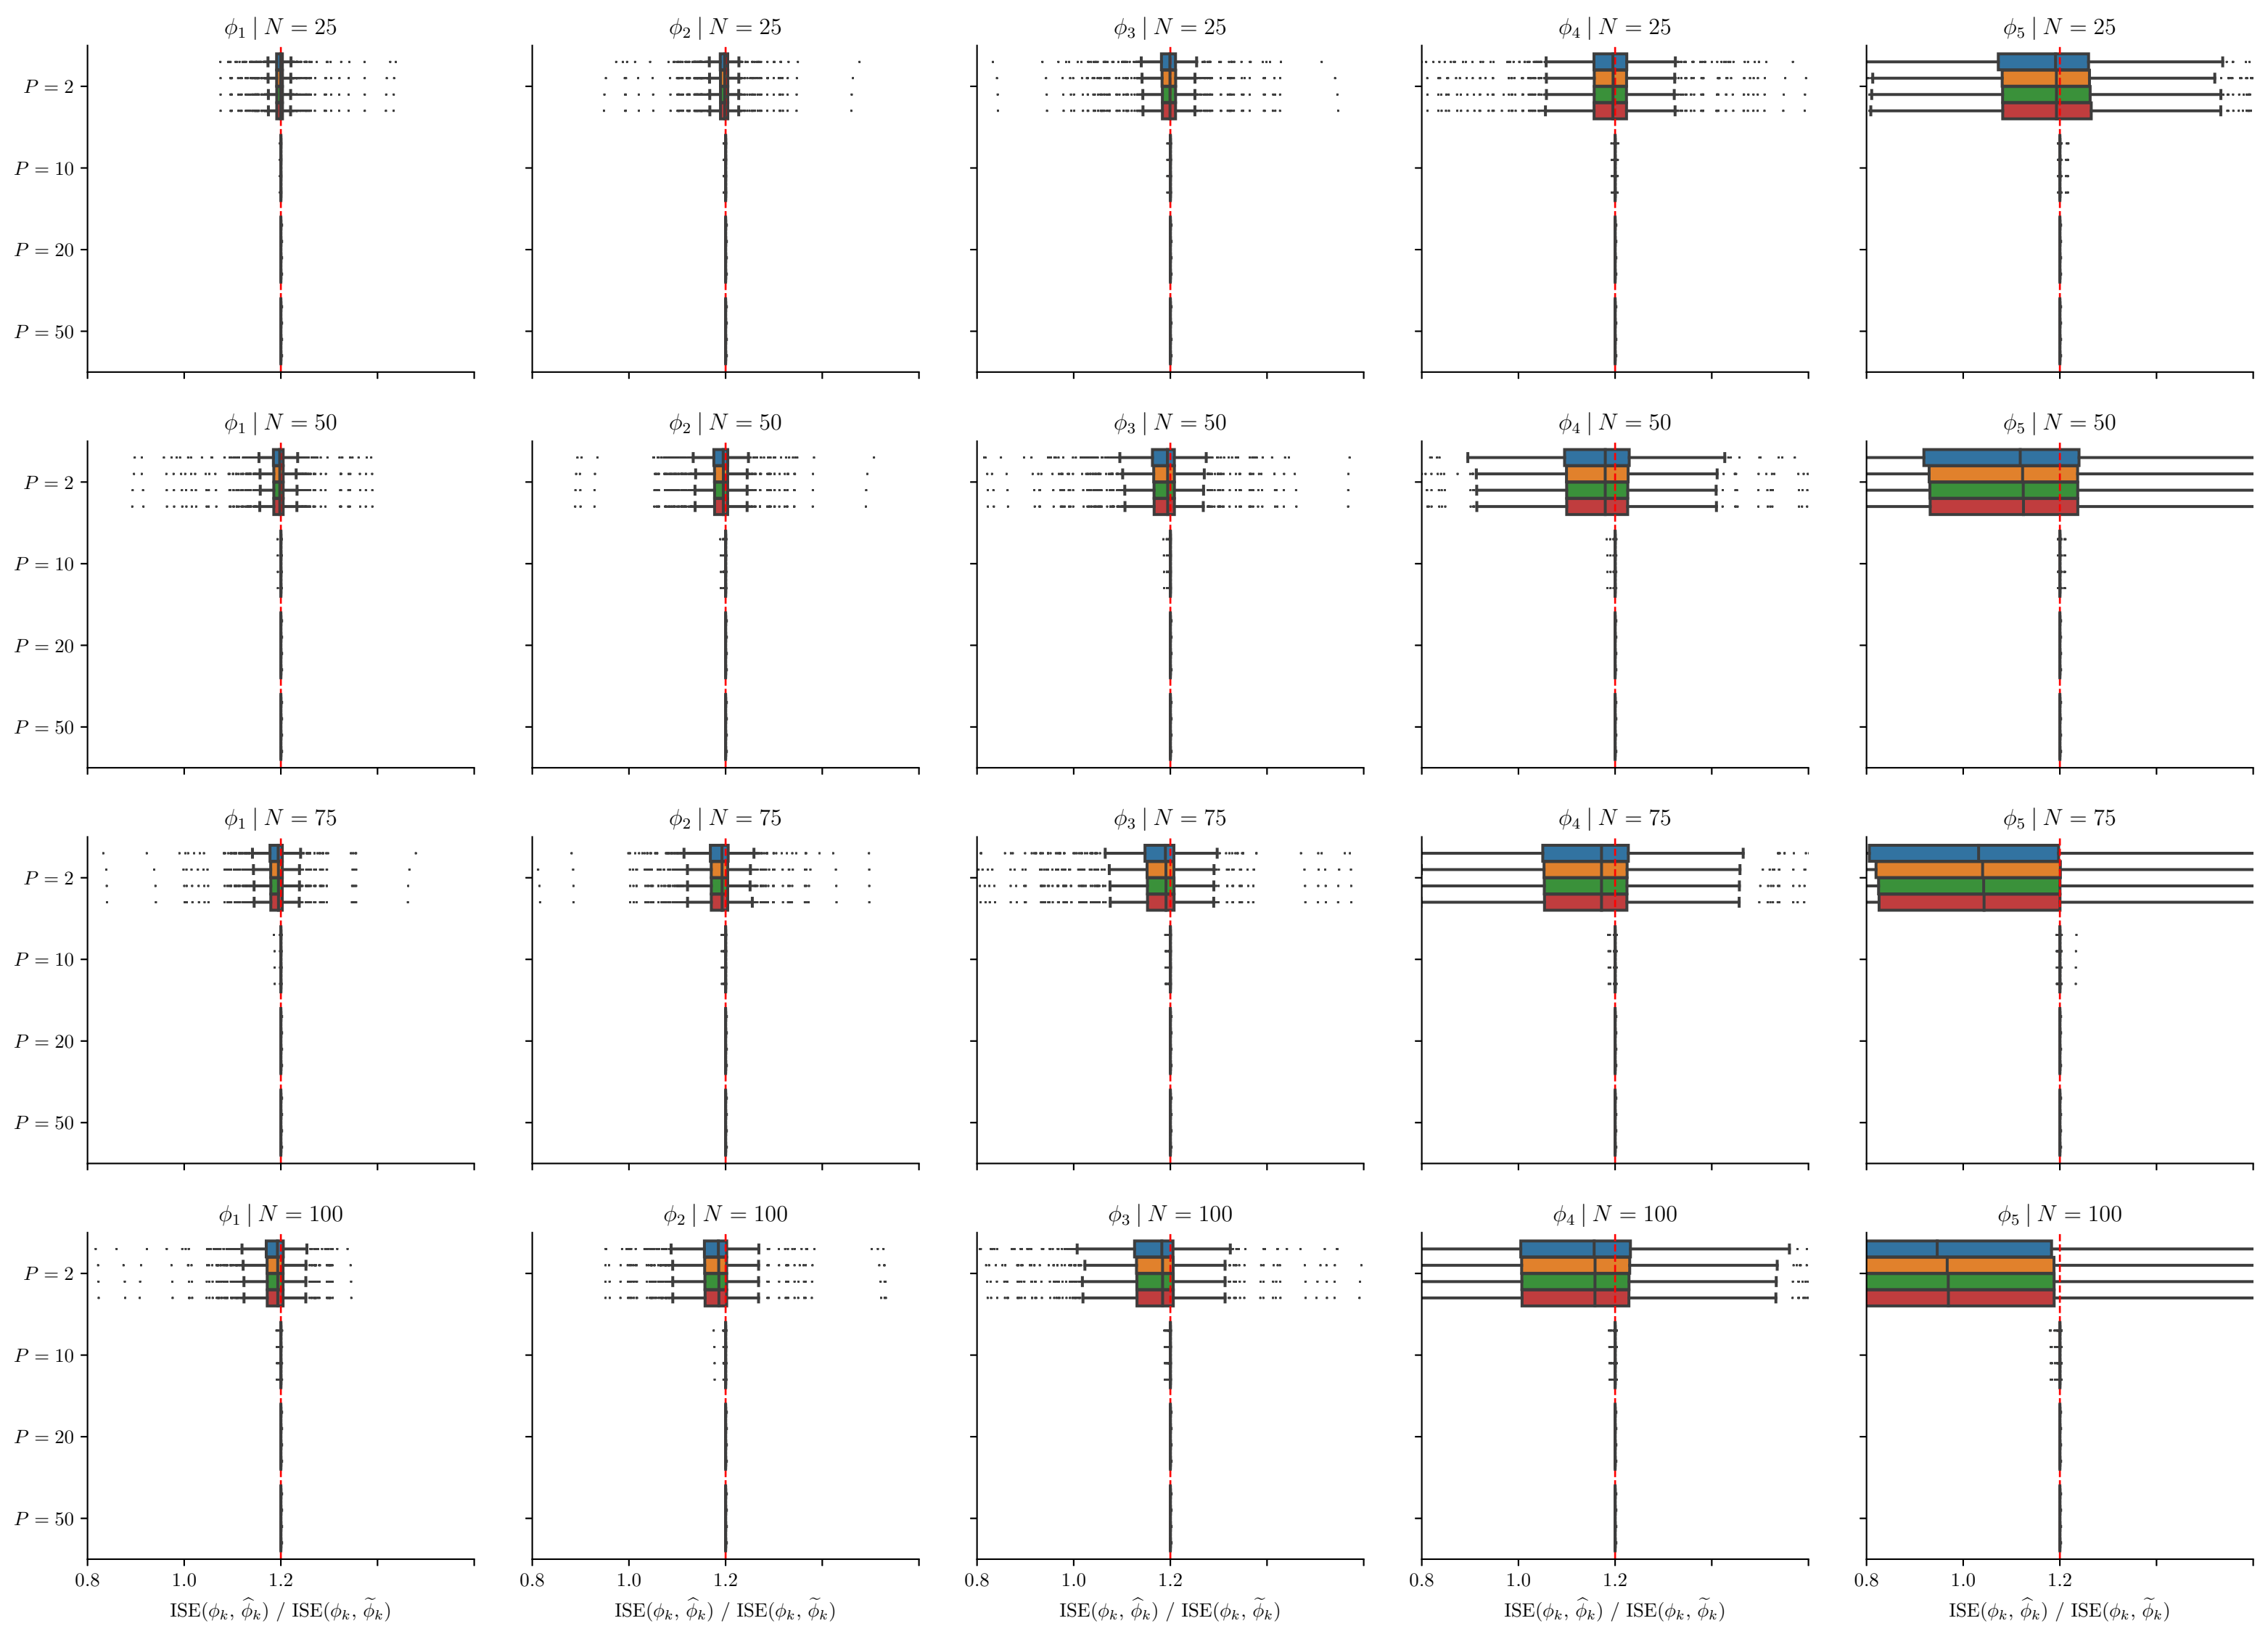 ϕ₁ | N = 25
ϕ₂ | N = 25
ϕ₃ | N = 25
ϕ₄ | N = 25
ϕ₅ | N = 25
P = 2
P = 10
P = 20
P = 50
ϕ₁ | N = 50
ϕ₂ | N = 50
ϕ₃ | N = 50
ϕ₄ | N = 50
ϕ₅ | N = 50
P = 2
P = 10
P = 20
P = 50
ϕ₁ | N = 75
ϕ₂ | N = 75
ϕ₃ | N = 75
ϕ₄ | N = 75
ϕ₅ | N = 75
P = 2
P = 10
P = 20
P = 50
ϕ₁ | N = 100
ϕ₂ | N = 100
ϕ₃ | N = 100
ϕ₄ | N = 100
ϕ₅ | N = 100
P = 2
P = 10
P = 20
P = 50
0.8 1.0 1.2
0.8 1.0 1.2
0.8 1.0 1.2
0.8 1.0 1.2
0.8 1.0 1.2
ISE(ϕₖ, ϕ̂ₖ) / ISE(ϕₖ, ϕ̃ₖ)
ISE(ϕₖ, ϕ̂ₖ) / ISE(ϕₖ, ϕ̃ₖ)
ISE(ϕₖ, ϕ̂ₖ) / ISE(ϕₖ, ϕ̃ₖ)
ISE(ϕₖ, ϕ̂ₖ) / ISE(ϕₖ, ϕ̃ₖ)
ISE(ϕₖ, ϕ̂ₖ) / ISE(ϕₖ, ϕ̃ₖ)